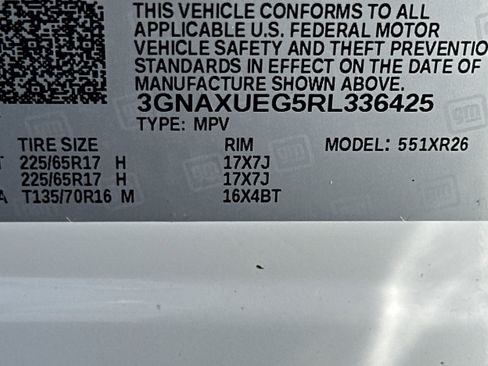 THIS VEHICLE CONFORMS TO ALL
APPLICABLE U.S. FEDERAL MOTOR
VEHICLE SAFETY AND THEFT PREVENTIO
STANDARDS IN EFFECT ON THE DATE OF
MANUFACTURE SHOWN ABOVE.
3GNAXUEG5RL336425
TYPE: MPV
TIRE SIZE RIM MODEL: 551XR26
T 225/65R17 H 17X7J
225/65R17 H 17X7J
A T135/70R16 M 16X4BT